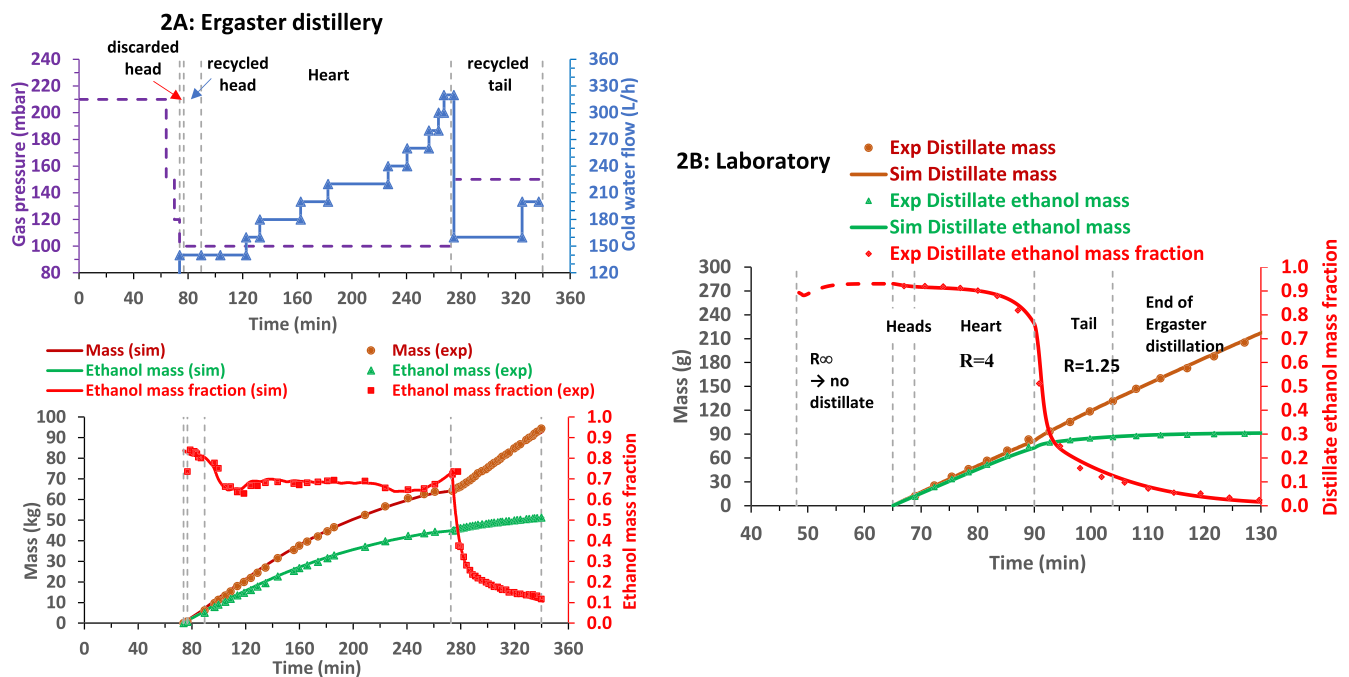 2A: Ergaster distillery
discarded
head
recycled
head
Heart
recycled
tail
Gas pressure (mbar)
240
220
200
180
160
140
120
100
80
Cold water flow (L/h)
360
330
300
270
240
210
180
150
120
0 40 80 120 160 200 240 280 320 360
Time (min)
Mass (sim)
Mass (exp)
Ethanol mass (sim)
Ethanol mass (exp)
Ethanol mass fraction (sim)
Ethanol mass fraction (exp)
Mass (kg)
100
90
80
70
60
50
40
30
20
10
0
Ethanol mass fraction
1.0
0.9
0.8
0.7
0.6
0.5
0.4
0.3
0.2
0.1
0.0
0 40 80 120 160 200 240 280 320 360
Time (min)
2B: Laboratory
Exp Distillate mass
Sim Distillate mass
Exp Distillate ethanol mass
Sim Distillate ethanol mass
Exp Distillate ethanol mass fraction
Mass (g)
300
270
240
210
180
150
120
90
60
30
0
R∞
→ no
distillate
Heads
Heart
R=4
Tail
R=1.25
End of
Ergaster
distillation
Distillate ethanol mass fraction
1.0
0.9
0.8
0.7
0.6
0.5
0.4
0.3
0.2
0.1
0.0
40 50 60 70 80 90 100 110 120 130
Time (min)